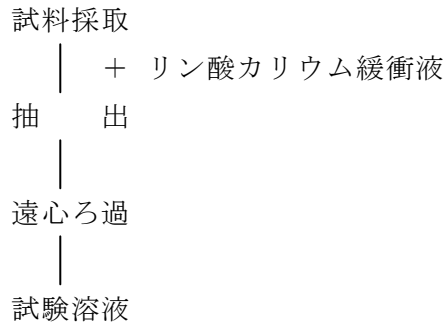 試料採取
＋ リン酸カリウム緩衝液
抽　　出
遠心ろ過
試験溶液